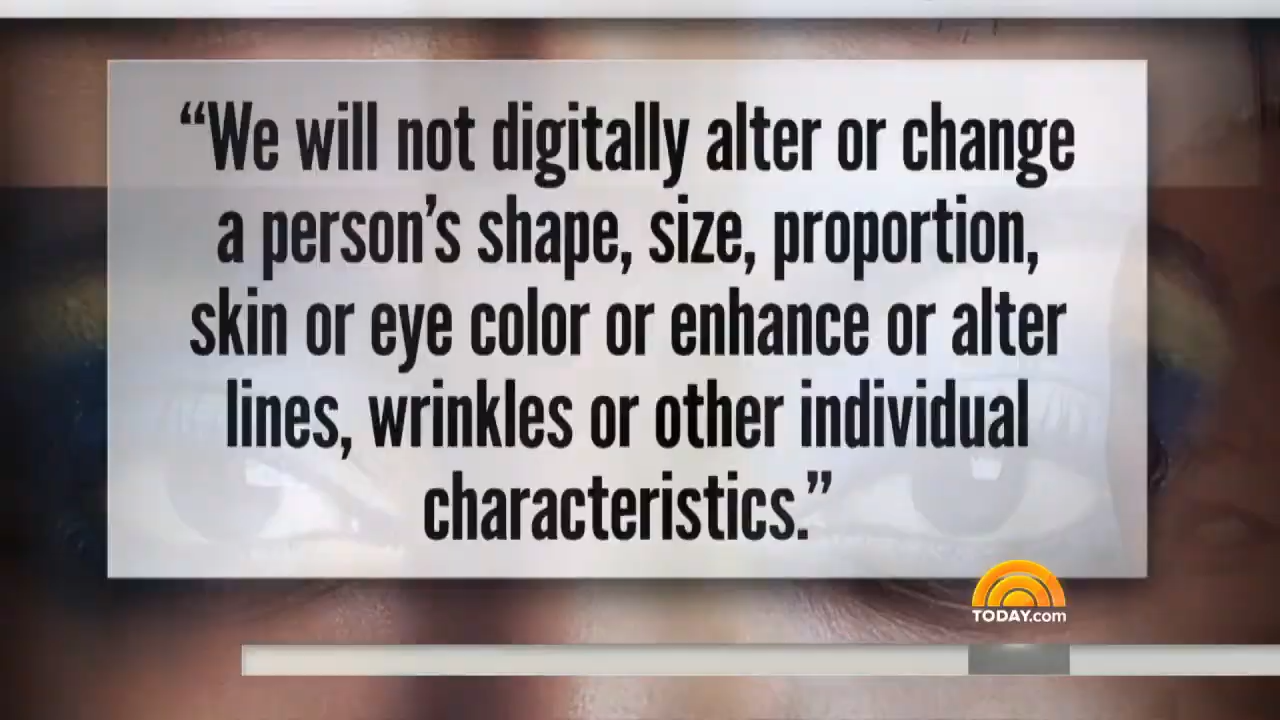 “We will not digitally alter or change
a person’s shape, size, proportion,
skin or eye color or enhance or alter
lines, wrinkles or other individual
characteristics.”
TODAY.com